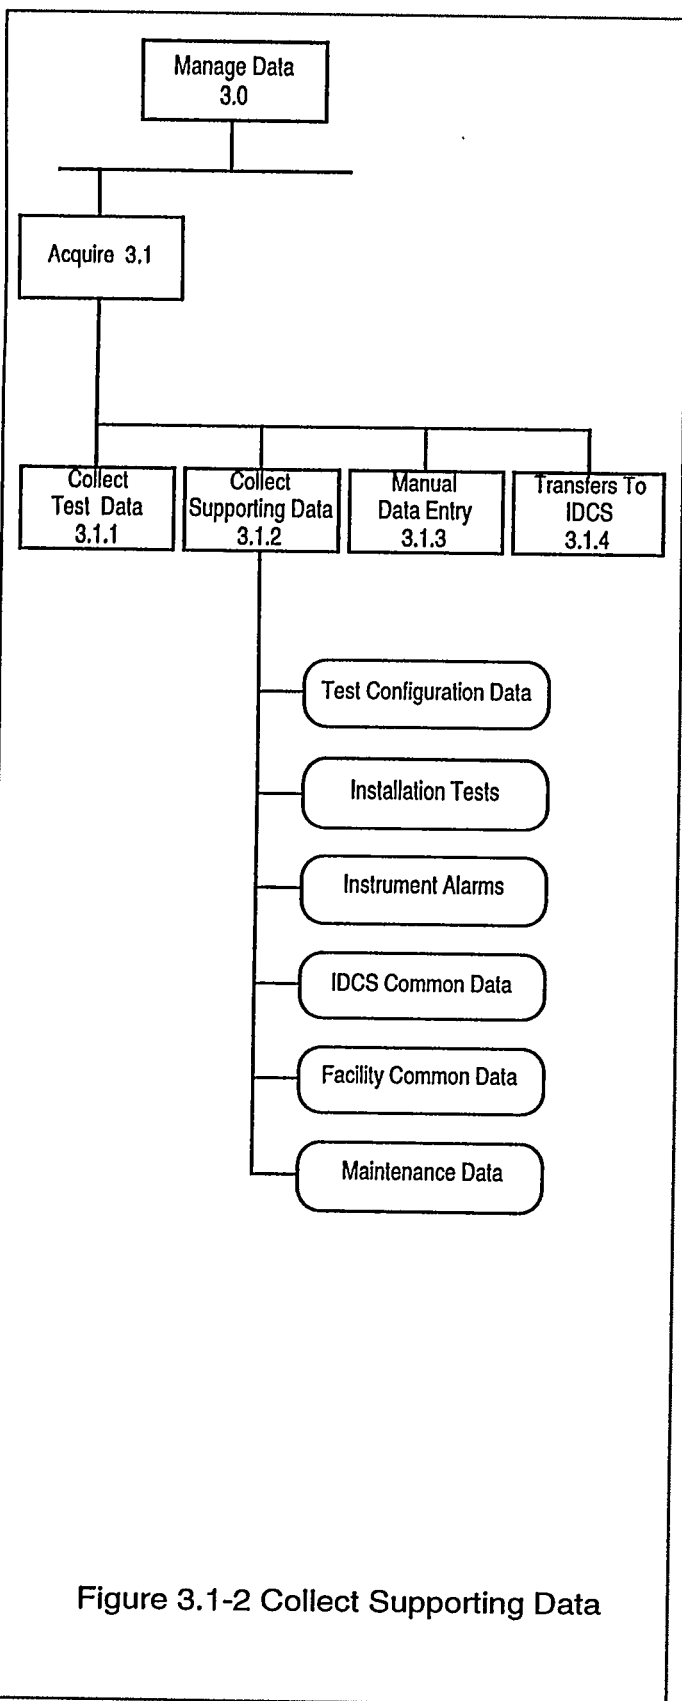 Manage Data
3.0
Acquire 3.1
Collect
Test Data
3.1.1
Collect
Supporting Data
3.1.2
Manual
Data Entry
3.1.3
Transfers To
IDCS
3.1.4
Test Configuration Data
Installation Tests
Instrument Alarms
IDCS Common Data
Facility Common Data
Maintenance Data
Figure 3.1-2 Collect Supporting Data